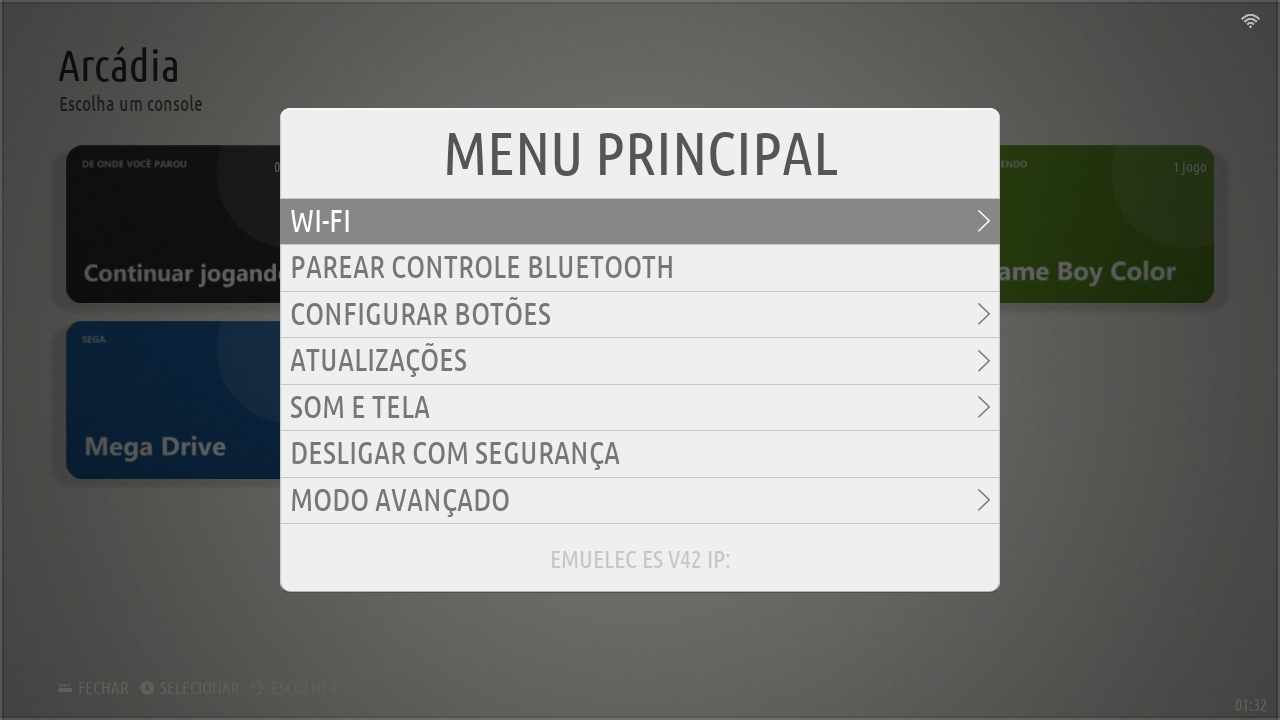 Arcádia
Escolha um console
DE ONDE VOCÊ PAROU
Continuar jogand
1 jogo
ame Boy Color
SEGA
Mega Drive
MENU PRINCIPAL
WI-FI
PAREAR CONTROLE BLUETOOTH
CONFIGURAR BOTÕES
ATUALIZAÇÕES
SOM E TELA
DESLIGAR COM SEGURANÇA
MODO AVANÇADO
EMUELEC ES V42 IP:
FECHAR SELECIONAR ESCOLHER
01:32